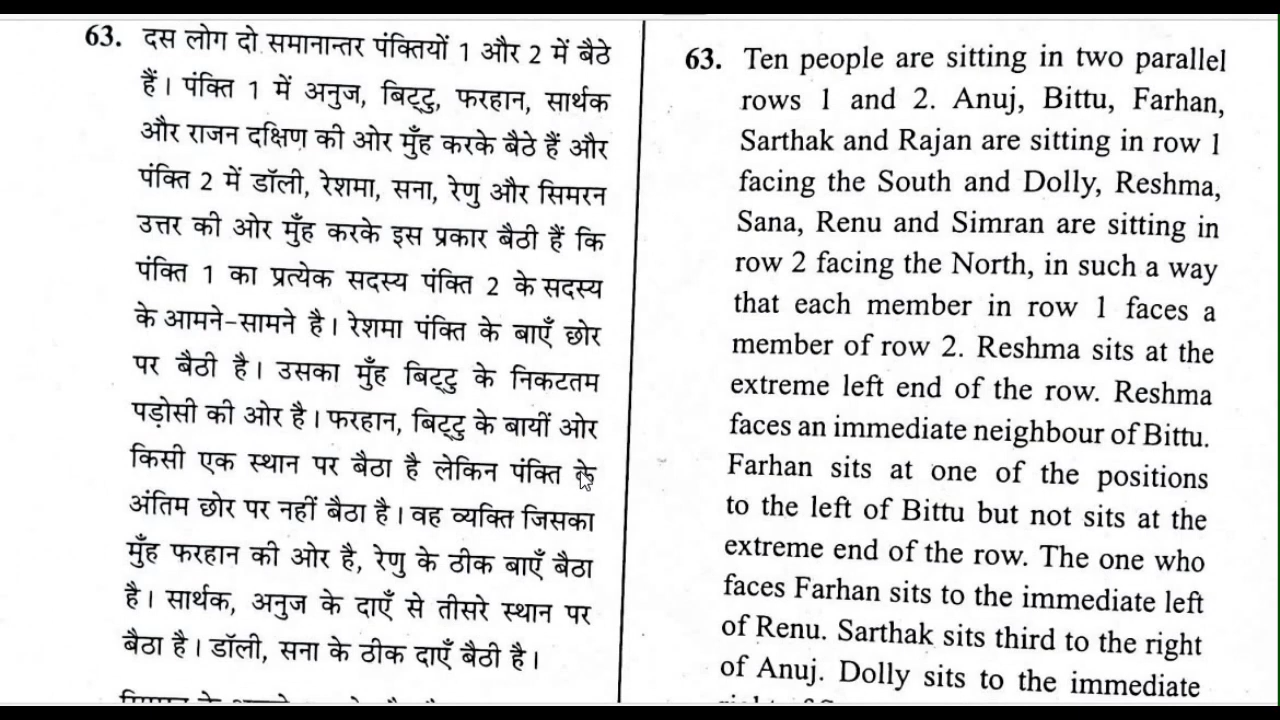 63. दस लोग दो समानान्तर पंक्तियों 1 और 2 में बैठे
हैं। पंक्ति 1 में अनुज, बिट्टु, फरहान, सार्थक
और राजन दक्षिण की ओर मुँह करके बैठे हैं और
पंक्ति 2 में डॉली, रेशमा, सना, रेणु और सिमरन
उत्तर की ओर मुँह करके इस प्रकार बैठी हैं कि
पंक्ति 1 का प्रत्येक सदस्य पंक्ति 2 के सदस्य
के आमने-सामने है। रेशमा पंक्ति के बाएँ छोर
पर बैठी है। उसका मुँह बिट्टु के निकटतम
पड़ोसी की ओर है। फरहान, बिट्टु के बायीं ओर
किसी एक स्थान पर बैठा है लेकिन पंक्ति के
अंतिम छोर पर नहीं बैठा है। वह व्यक्ति जिसका
मुँह फरहान की ओर है, रेणु के ठीक बाएँ बैठा
है। सार्थक, अनुज के दाएँ से तीसरे स्थान पर
बैठा है। डॉली, सना के ठीक दाएँ बैठी है।
63. Ten people are sitting in two parallel
rows 1 and 2. Anuj, Bittu, Farhan,
Sarthak and Rajan are sitting in row 1
facing the South and Dolly, Reshma,
Sana, Renu and Simran are sitting in
row 2 facing the North, in such a way
that each member in row 1 faces a
member of row 2. Reshma sits at the
extreme left end of the row. Reshma
faces an immediate neighbour of Bittu.
Farhan sits at one of the positions
to the left of Bittu but not sits at the
extreme end of the row. The one who
faces Farhan sits to the immediate left
of Renu. Sarthak sits third to the right
of Anuj. Dolly sits to the immediate